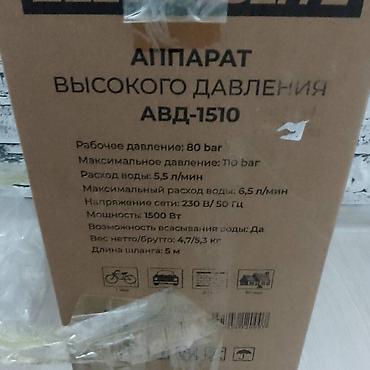 АППАРАТ
ВЫСОКОГО ДАВЛЕНИЯ
АВД-1510
Рабочее давление: 80 bar
Максимальное давление: 110 bar
Расход воды: 5,5 л/мин
Максимальный расход воды: 6,5 л/мин
Напряжение сети: 230 В/ 50 Гц
Мощность: 1500 Вт
Возможность всасывания воды: Да
Вес нетто/брутто: 4,7/5,3 кг
Длина шланга: 5 м